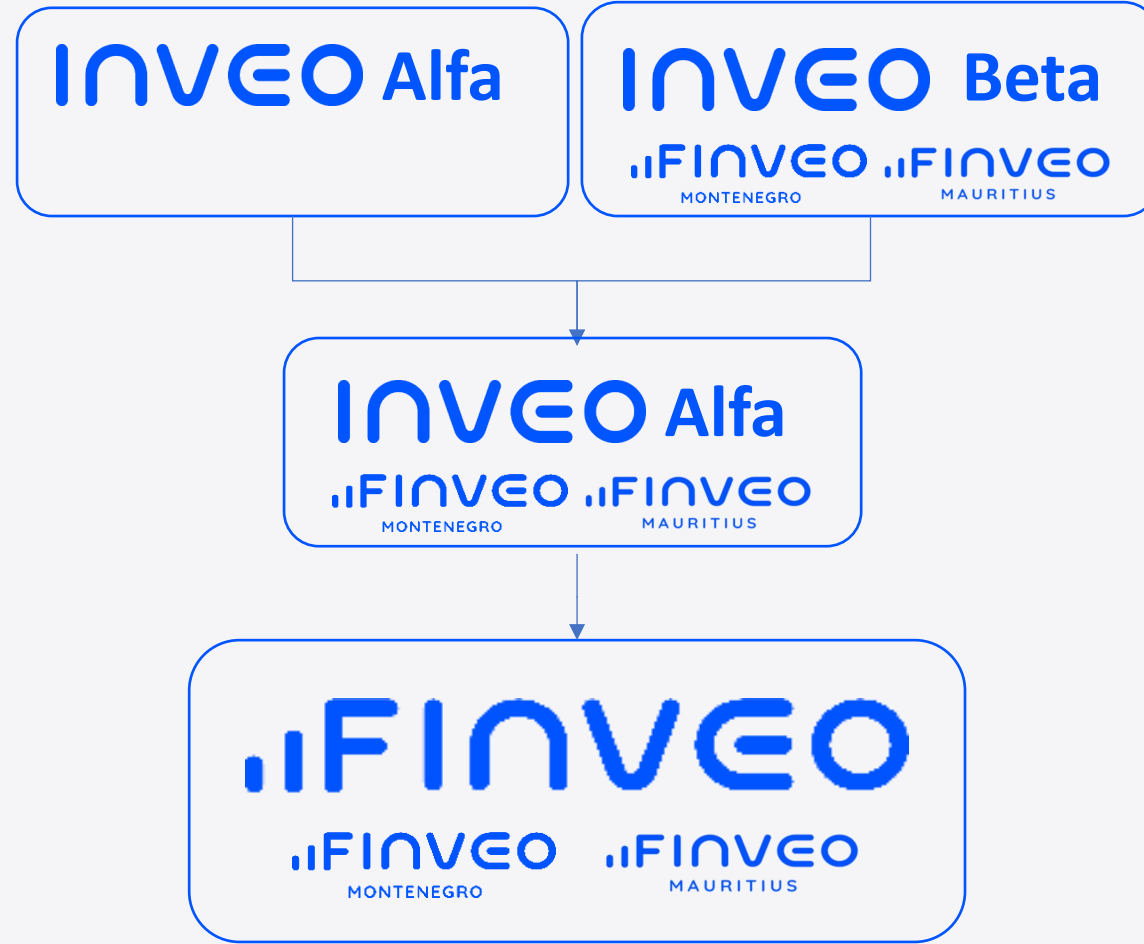 INVEO Alfa
INVEO Beta
FINVEO FINVEO
MONTENEGRO MAURITIUS
INVEO Alfa
FINVEO FINVEO
MONTENEGRO MAURITIUS
FINVEO
FINVEO FINVEO
MONTENEGRO MAURITIUS